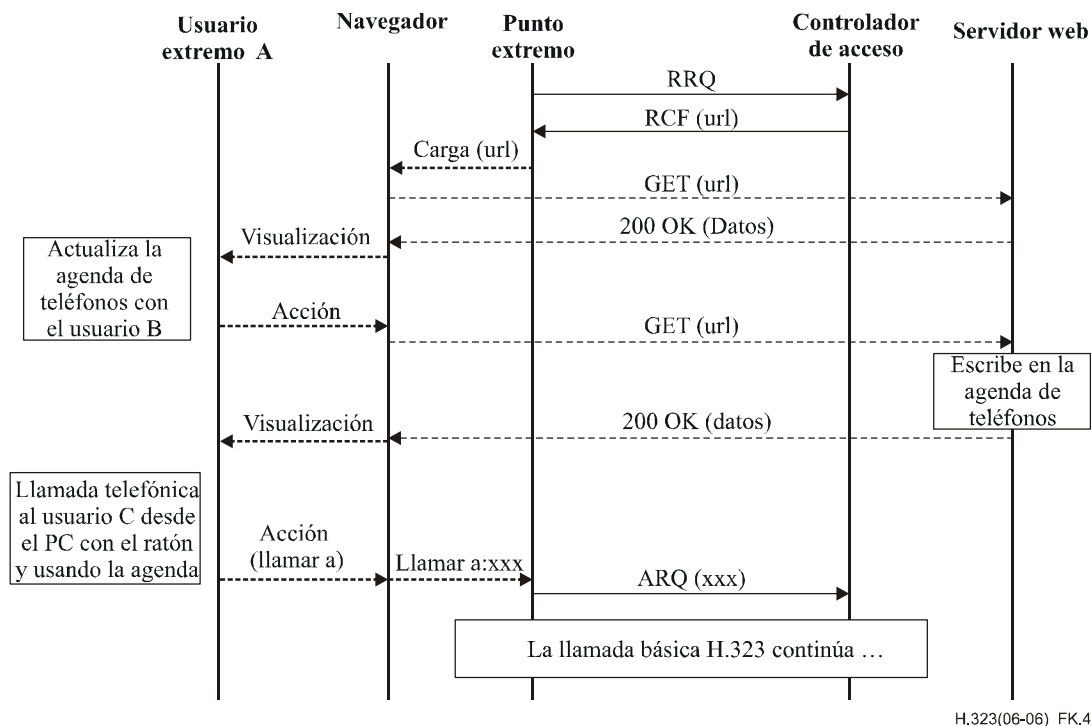 Usuario
extremo A
Navegador
Punto
extremo
Controlador
de acceso
Servidor web
RRQ
RCF (url)
Carga (url)
GET (url)
200 OK (Datos)
Visualización
Actualiza la
agenda de
teléfonos con
el usuario B
Acción
GET (url)
Escribe en la
agenda de
teléfonos
Visualización
200 OK (datos)
Llamada telefónica
al usuario C desde
el PC con el ratón
y usando la agenda
Acción
(llamar a)
Llamar a:xxx
ARQ (xxx)
La llamada básica H.323 continúa …
H.323(06-06)_FK.4